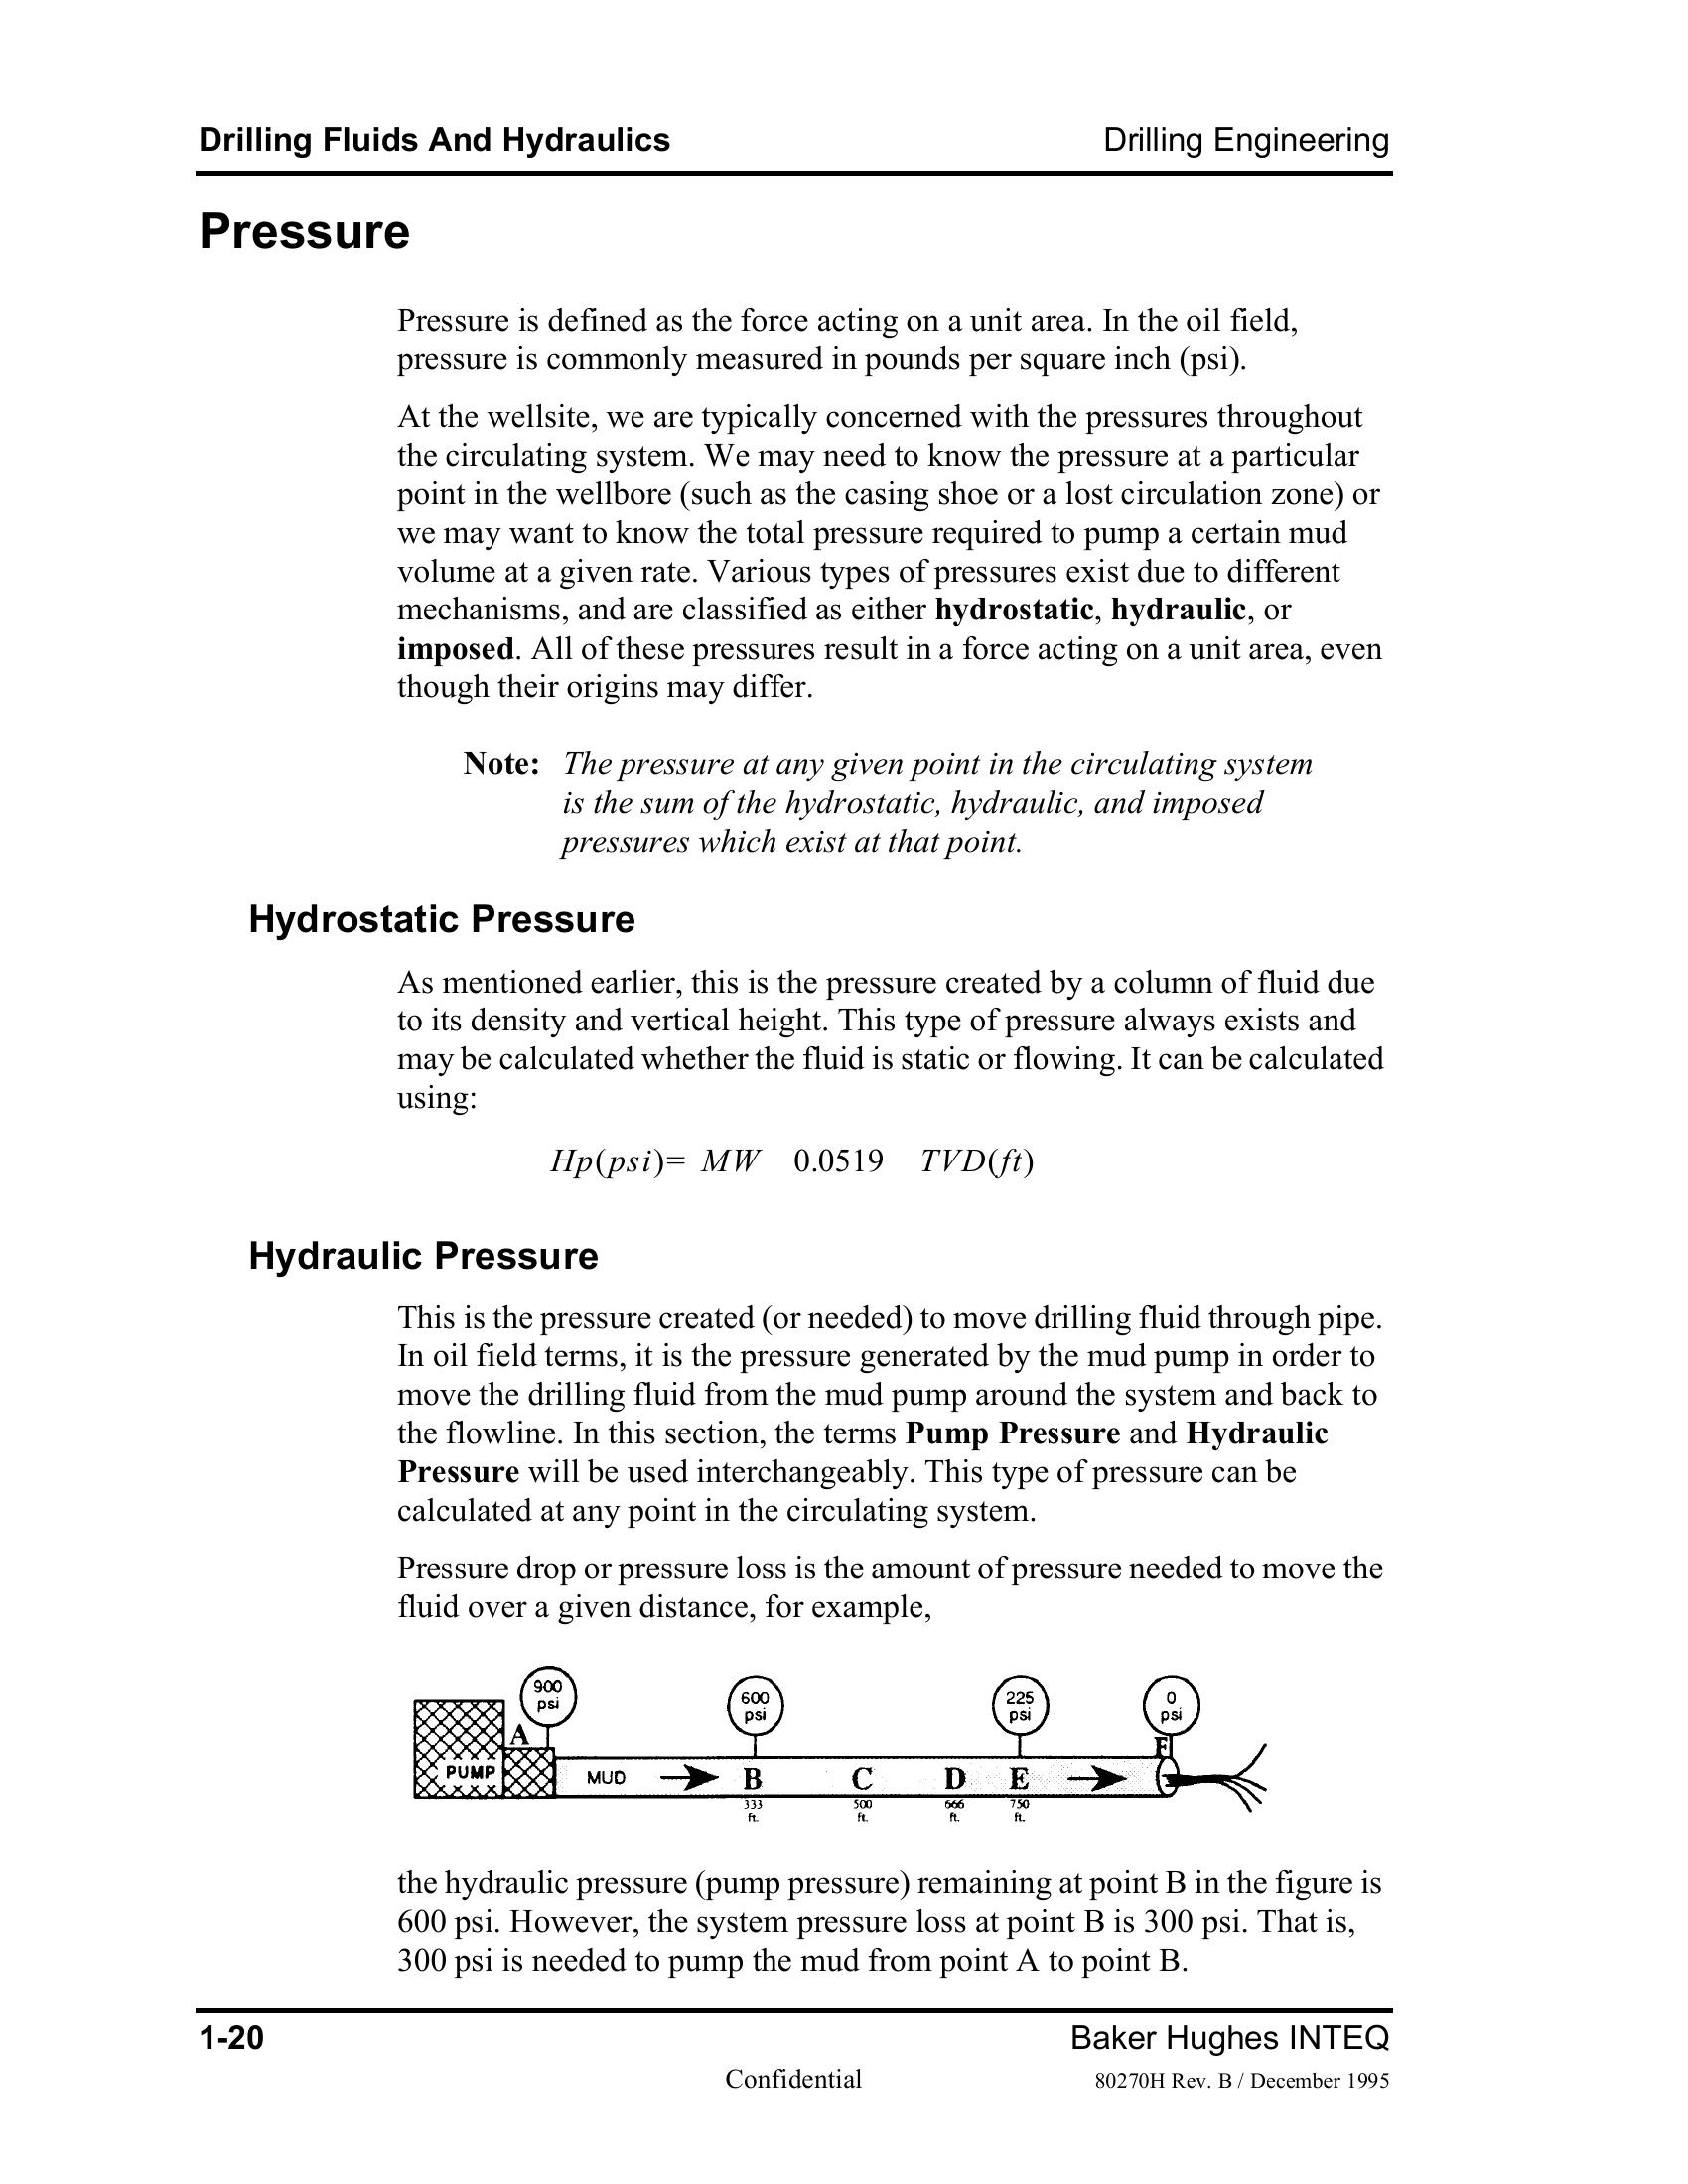 Drilling Fluids And Hydraulics Drilling Engineering
Pressure
Pressure is defined as the force acting on a unit area. In the oil field,
pressure is commonly measured in pounds per square inch (psi).
At the wellsite, we are typically concerned with the pressures throughout
the circulating system. We may need to know the pressure at a particular
point in the wellbore (such as the casing shoe or a lost circulation zone) or
we may want to know the total pressure required to pump a certain mud
volume at a given rate. Various types of pressures exist due to different
mechanisms, and are classified as either hydrostatic, hydraulic, or
imposed. All of these pressures result in a force acting on a unit area, even
though their origins may differ.
Note: The pressure at any given point in the circulating system
is the sum of the hydrostatic, hydraulic, and imposed
pressures which exist at that point.
Hydrostatic Pressure
As mentioned earlier, this is the pressure created by a column of fluid due
to its density and vertical height. This type of pressure always exists and
may be calculated whether the fluid is static or flowing. It can be calculated
using:
Hp(psi)= MW 0.0519 TVD(ft)
Hydraulic Pressure
This is the pressure created (or needed) to move drilling fluid through pipe.
In oil field terms, it is the pressure generated by the mud pump in order to
move the drilling fluid from the mud pump around the system and back to
the flowline. In this section, the terms Pump Pressure and Hydraulic
Pressure will be used interchangeably. This type of pressure can be
calculated at any point in the circulating system.
Pressure drop or pressure loss is the amount of pressure needed to move the
fluid over a given distance, for example,
900 600 225 0
psi psi psi psi
A F
PUMP MUD B C D E
333 500 666 750
ft. ft. ft. ft.
the hydraulic pressure (pump pressure) remaining at point B in the figure is
600 psi. However, the system pressure loss at point B is 300 psi. That is,
300 psi is needed to pump the mud from point A to point B.
1-20 Baker Hughes INTEQ
Confidential 80270H Rev. B / December 1995